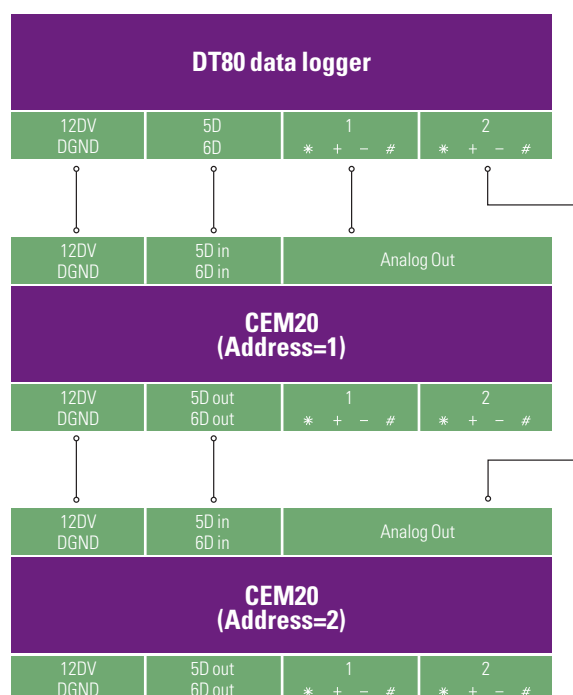 DT80 data logger
12DV 5D 1 2
DGND 6D * + – # * + – #
12DV 5D in Analog Out
DGND 6D in
CEM20
(Address=1)
12DV 5D out 1 2
DGND 6D out * + – # * + – #
12DV 5D in Analog Out
DGND 6D in
CEM20
(Address=2)
12DV 5D out 1 2
DGND 6D out * + – # * + – #